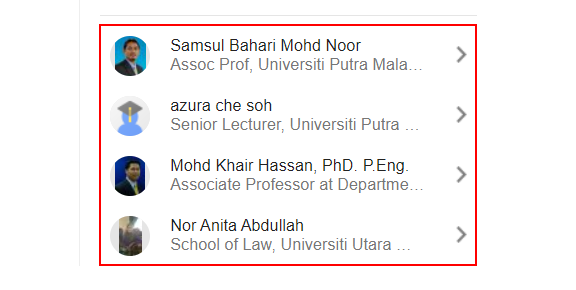 Samsul Bahari Mohd Noor
Assoc Prof, Universiti Putra Mala…
azura che soh
Senior Lecturer, Universiti Putra …
Mohd Khair Hassan, PhD. P.Eng.
Associate Professor at Departme…
Nor Anita Abdullah
School of Law, Universiti Utara …